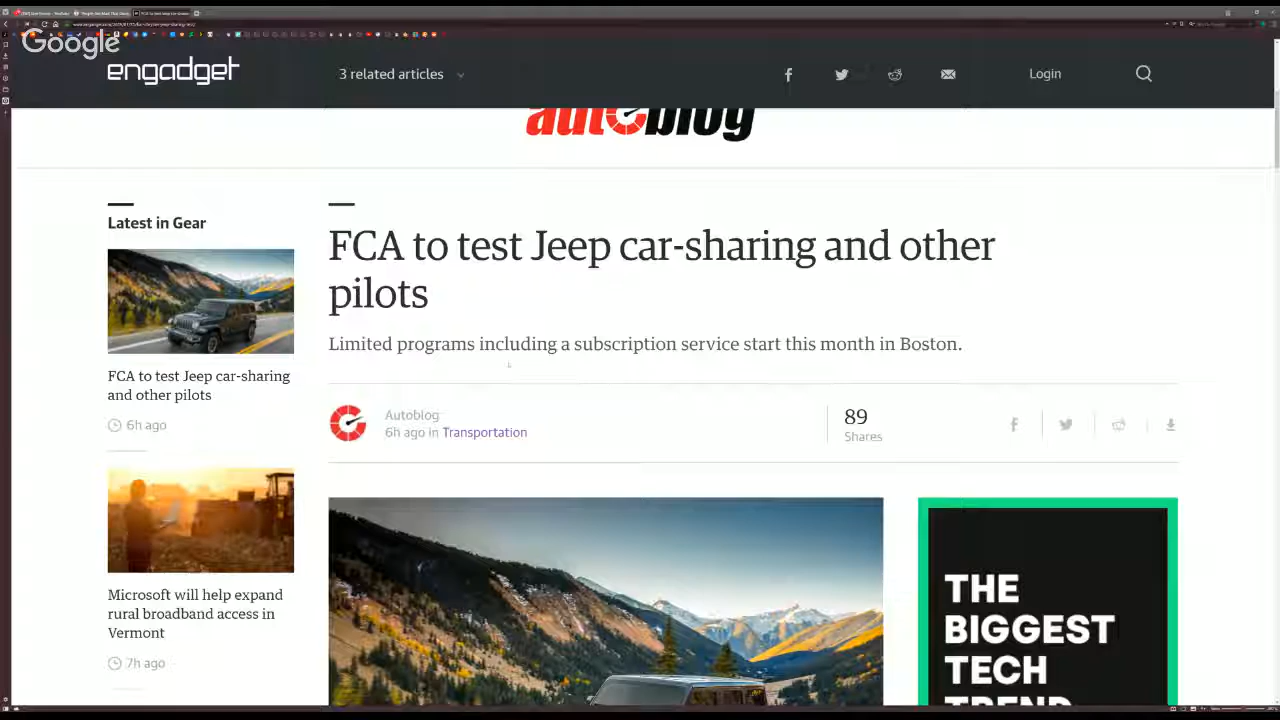 Google
engadget
3 related articles
Login
autoblog
Latest in Gear
FCA to test Jeep car-sharing
and other pilots
6h ago
Microsoft will help expand
rural broadband access in
Vermont
7h ago
FCA to test Jeep car-sharing and other
pilots
Limited programs including a subscription service start this month in Boston.
Autoblog
6h ago in Transportation
89
Shares
THE
BIGGEST
TECH
TREND